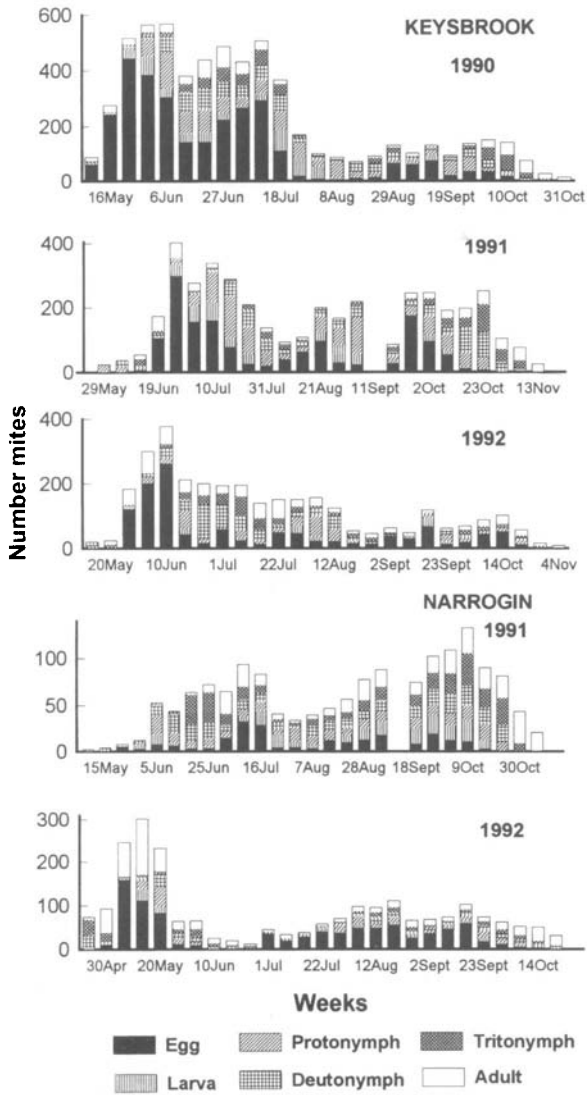 KEYSBROOK
1990
600
400
200
0
16May 6Jun 27Jun 18Jul 8Aug 29Aug 19Sept 10Oct 31Oct
1991
400
200
0
29May 19Jun 10Jul 31Jul 21Aug 11Sept 2Oct 23Oct 13Nov
1992
400
200
0
20May 10Jun 1Jul 22Jul 12Aug 2Sept 23Sept 14Oct 4Nov
Number mites
NARROGIN
1991
100
50
0
15May 5Jun 25Jun 16Jul 7Aug 28Aug 18Sept 9Oct 30Oct
1992
300
200
100
0
30Apr 20May 10Jun 1Jul 22Jul 12Aug 2Sept 23Sept 14Oct
Weeks
Egg Protonymph Tritonymph
Larva Deutonymph Adult